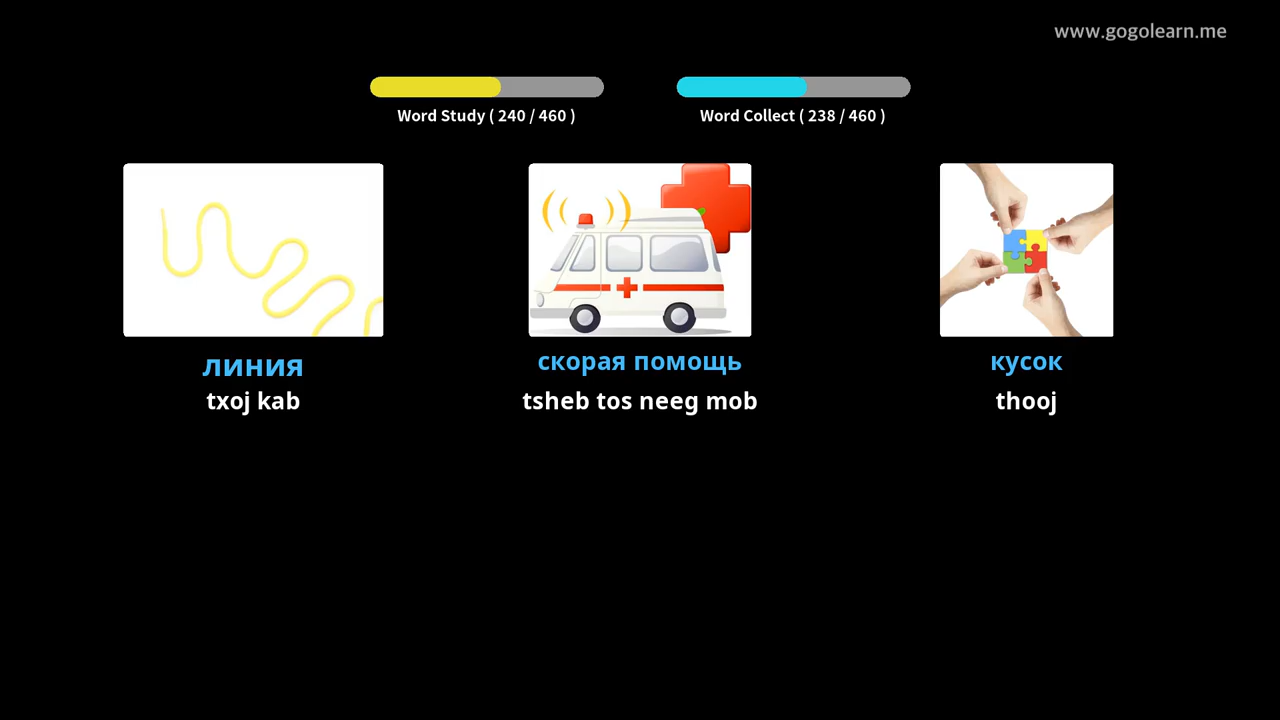 www.gogolearn.me
Word Study ( 240 / 460 )
Word Collect ( 238 / 460 )
линия
txoj kab
скорая помощь
tsheb tos neeg mob
кусок
thooj